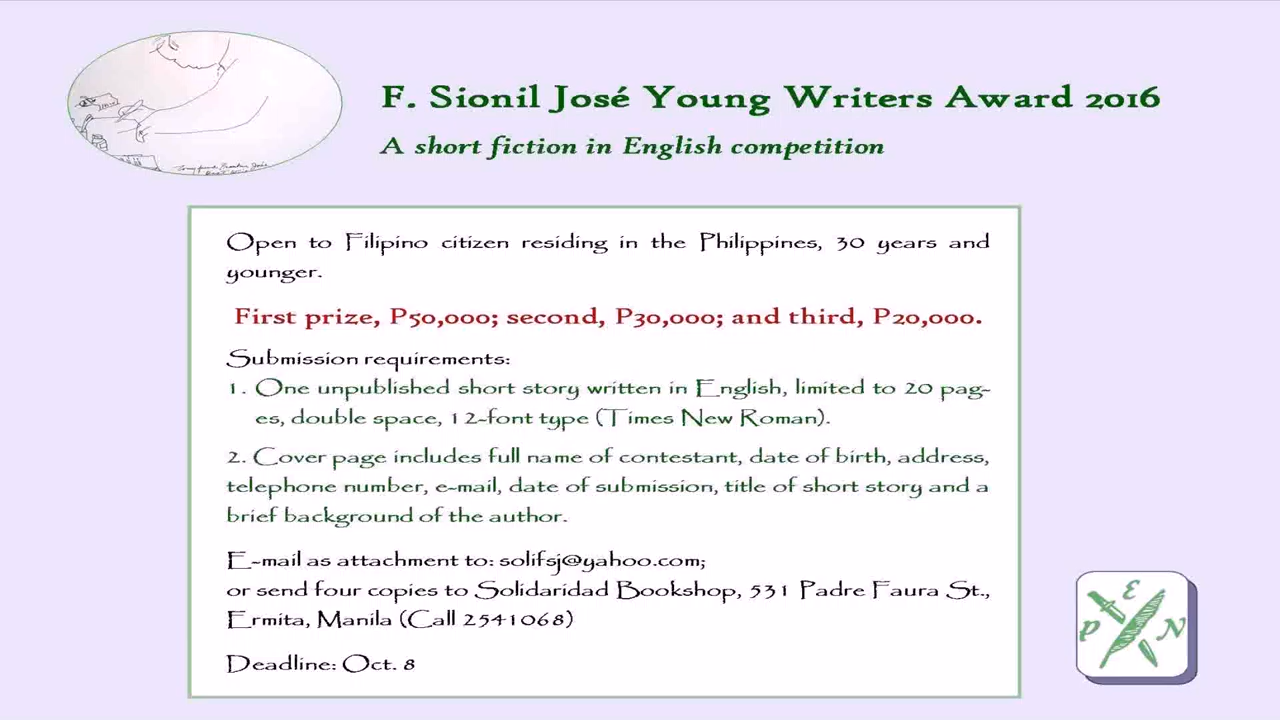 F. Sionil José Young Writers Award 2016
A short fiction in English competition
Open to Filipino citizen residing in the Philippines, 30 years and
younger.
First prize, P50,000; second, P30,000; and third, P20,000.
Submission requirements:
1. One unpublished short story written in English, limited to 20 pag-
es, double space, 12-font type (Times New Roman).
2. Cover page includes full name of contestant, date of birth, address,
telephone number, e-mail, date of submission, title of short story and a
brief background of the author.
E-mail as attachment to: solifsj@yahoo.com;
or send four copies to Solidaridad Bookshop, 531 Padre Faura St.,
Ermita, Manila (Call 2541068)
Deadline: Oct. 8
P E N